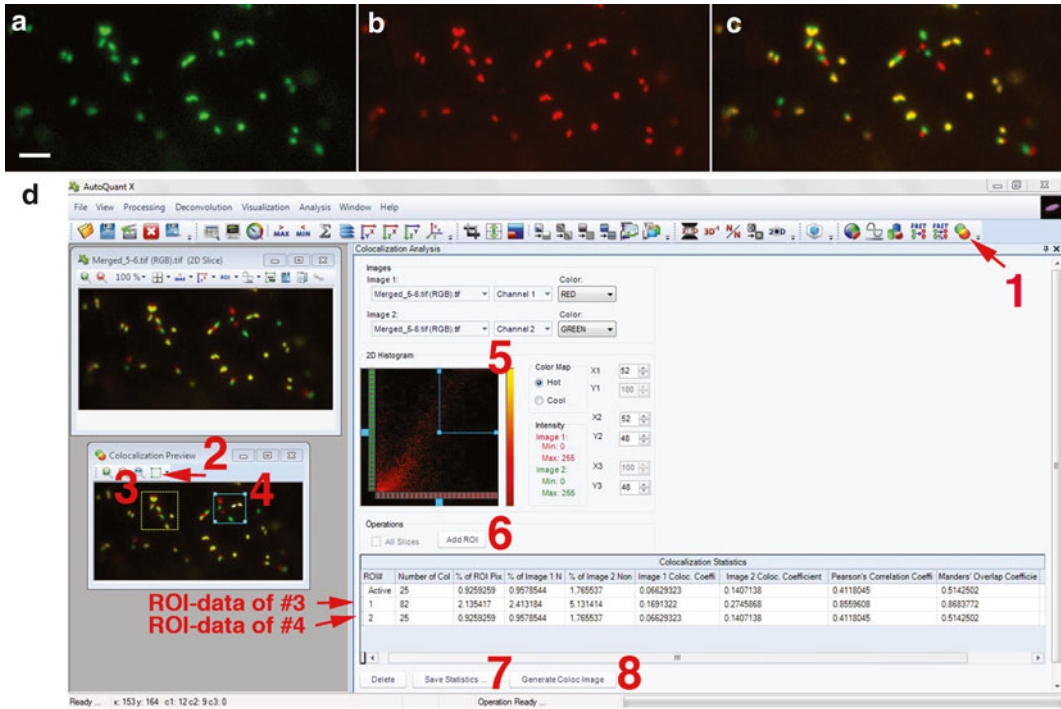 a
b
c
d
AutoQuant X
File View Processing Deconvolution Visualization Analysis Window Help
MAX MIN
3D N/N 2D
FRET FRET
1
Merged_5-6.tif (RGB).tif (2D Slice)
100 %
ROI
Colocalization Preview
2
3
4
Colocalization Analysis
Images
Image 1: Color:
Merged_5-6.tif (RGB).tif Channel 1 RED
Image 2: Color:
Merged_5-6.tif (RGB).tif Channel 2 GREEN
2D Histogram
5
Color Map
Hot
Cool
Intensity
Image 1:
Min: 0
Max: 255
Image 2:
Min: 0
Max: 255
X1 52
Y1 100
X2 52
Y2 48
X3 100
Y3 48
Operations
All Slices Add ROI
6
Colocalization Statistics
ROI# Number of Col % of ROI Pix % of Image 1 N % of Image 2 Non Image 1 Coloc. Coeffi Image 2 Coloc. Coefficient Pearson's Correlation Coeffi Manders' Overlap Coefficie
Active 25 0.9259259 0.9578544 1.765537 0.06629323 0.1407138 0.4118045 0.5142502
1 82 2.135417 2.413184 5.131414 0.1691322 0.2745868 0.8559608 0.8683772
2 25 0.9259259 0.9578544 1.765537 0.06629323 0.1407138 0.4118045 0.5142502
ROI-data of #3
ROI-data of #4
7
8
Delete Save Statistics ... Generate Coloc Image
Ready ... x: 153 y: 164 c1: 12 c2: 9 c3: 0 Operation Ready ...